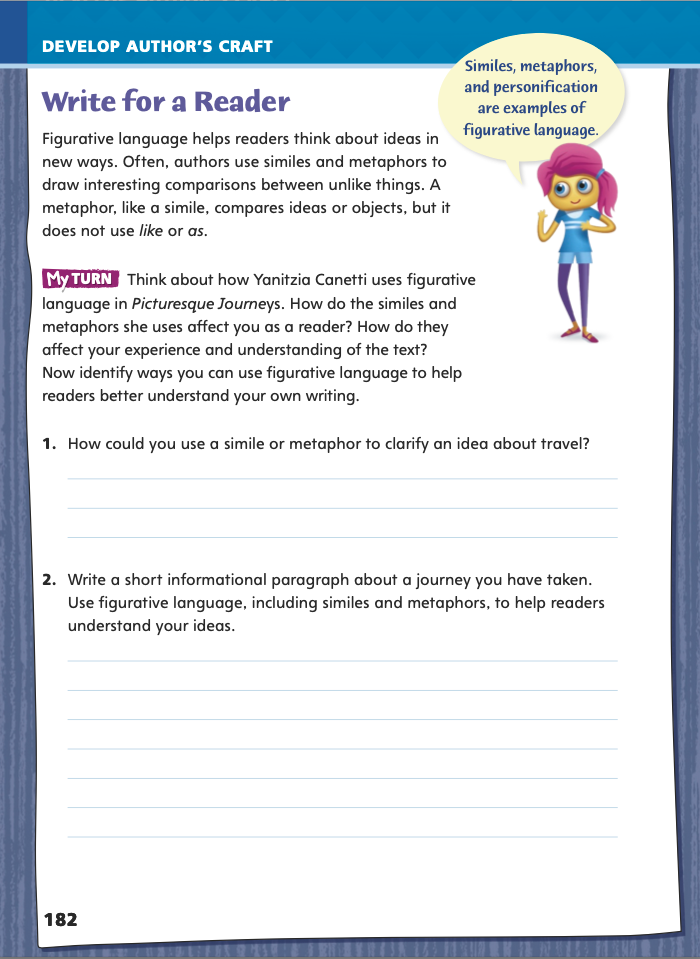 DEVELOP AUTHOR'S CRAFT
Similes, metaphors,
and personification
are examples of
figurative language.
Write for a Reader
Figurative language helps readers think about ideas in
new ways. Often, authors use similes and metaphors to
draw interesting comparisons between unlike things. A
metaphor, like a simile, compares ideas or objects, but it
does not use like or as.
My TURN Think about how Yanitzia Canetti uses figurative
language in Picturesque Journeys. How do the similes and
metaphors she uses affect you as a reader? How do they
affect your experience and understanding of the text?
Now identify ways you can use figurative language to help
readers better understand your own writing.
1. How could you use a simile or metaphor to clarify an idea about travel?
2. Write a short informational paragraph about a journey you have taken.
Use figurative language, including similes and metaphors, to help readers
understand your ideas.
182